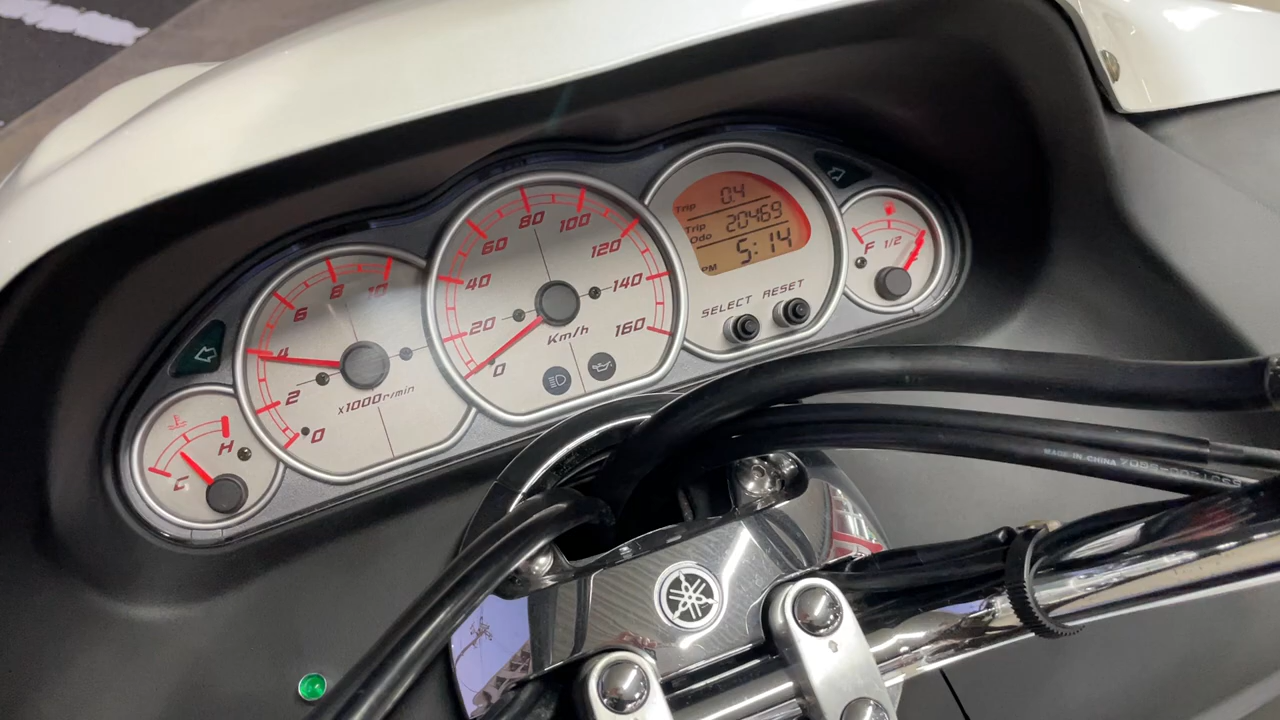 Trip 0.4
Trip
Odo 20469
PM 5:14
SELECT RESET
F 1/2
0 20 40 60 80 100 120 140 160
Km/h
0 2 4 6 8 10
x1000r/min
C H
MADE IN CHINA